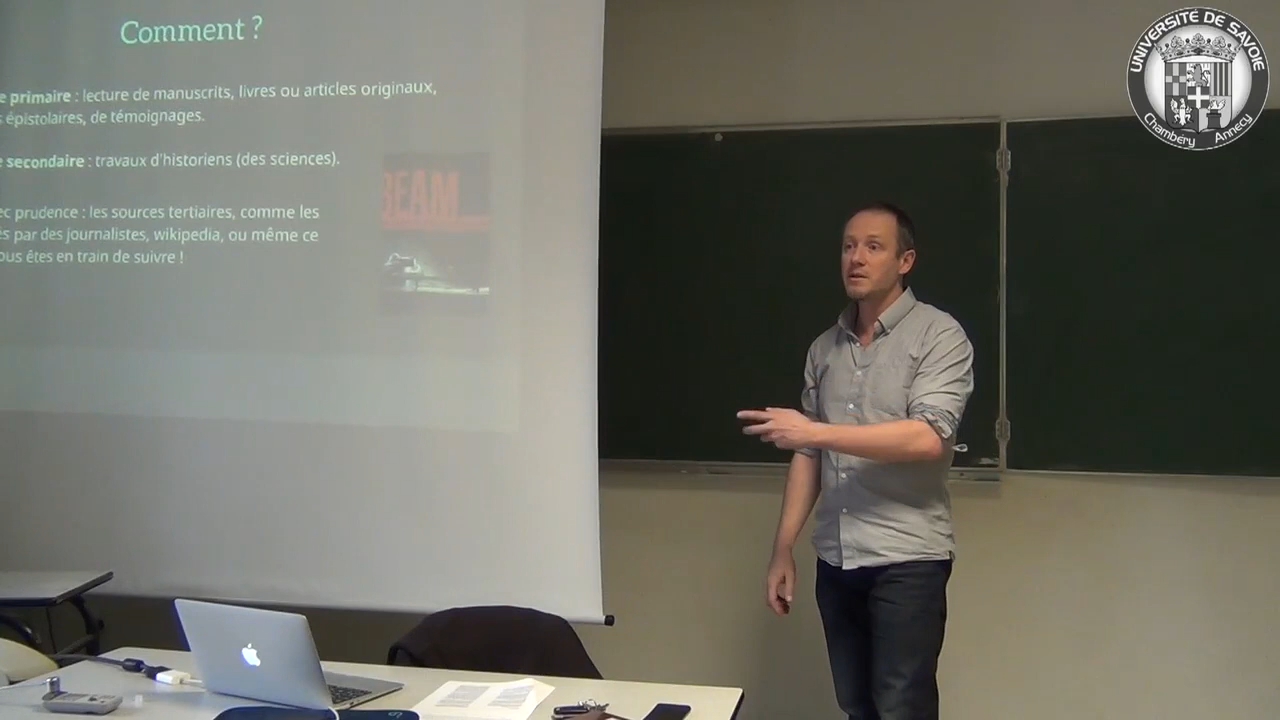 Comment ?
e primaire : lecture de manuscrits, livres ou articles originaux,
s épistolaires, de témoignages.
e secondaire : travaux d'historiens (des sciences).
ec prudence : les sources tertiaires, comme les
és par des journalistes, wikipedia, ou même ce
ous êtes en train de suivre !
BEAM
UNIVERSITÉ DE SAVOIE
Chambéry Annecy